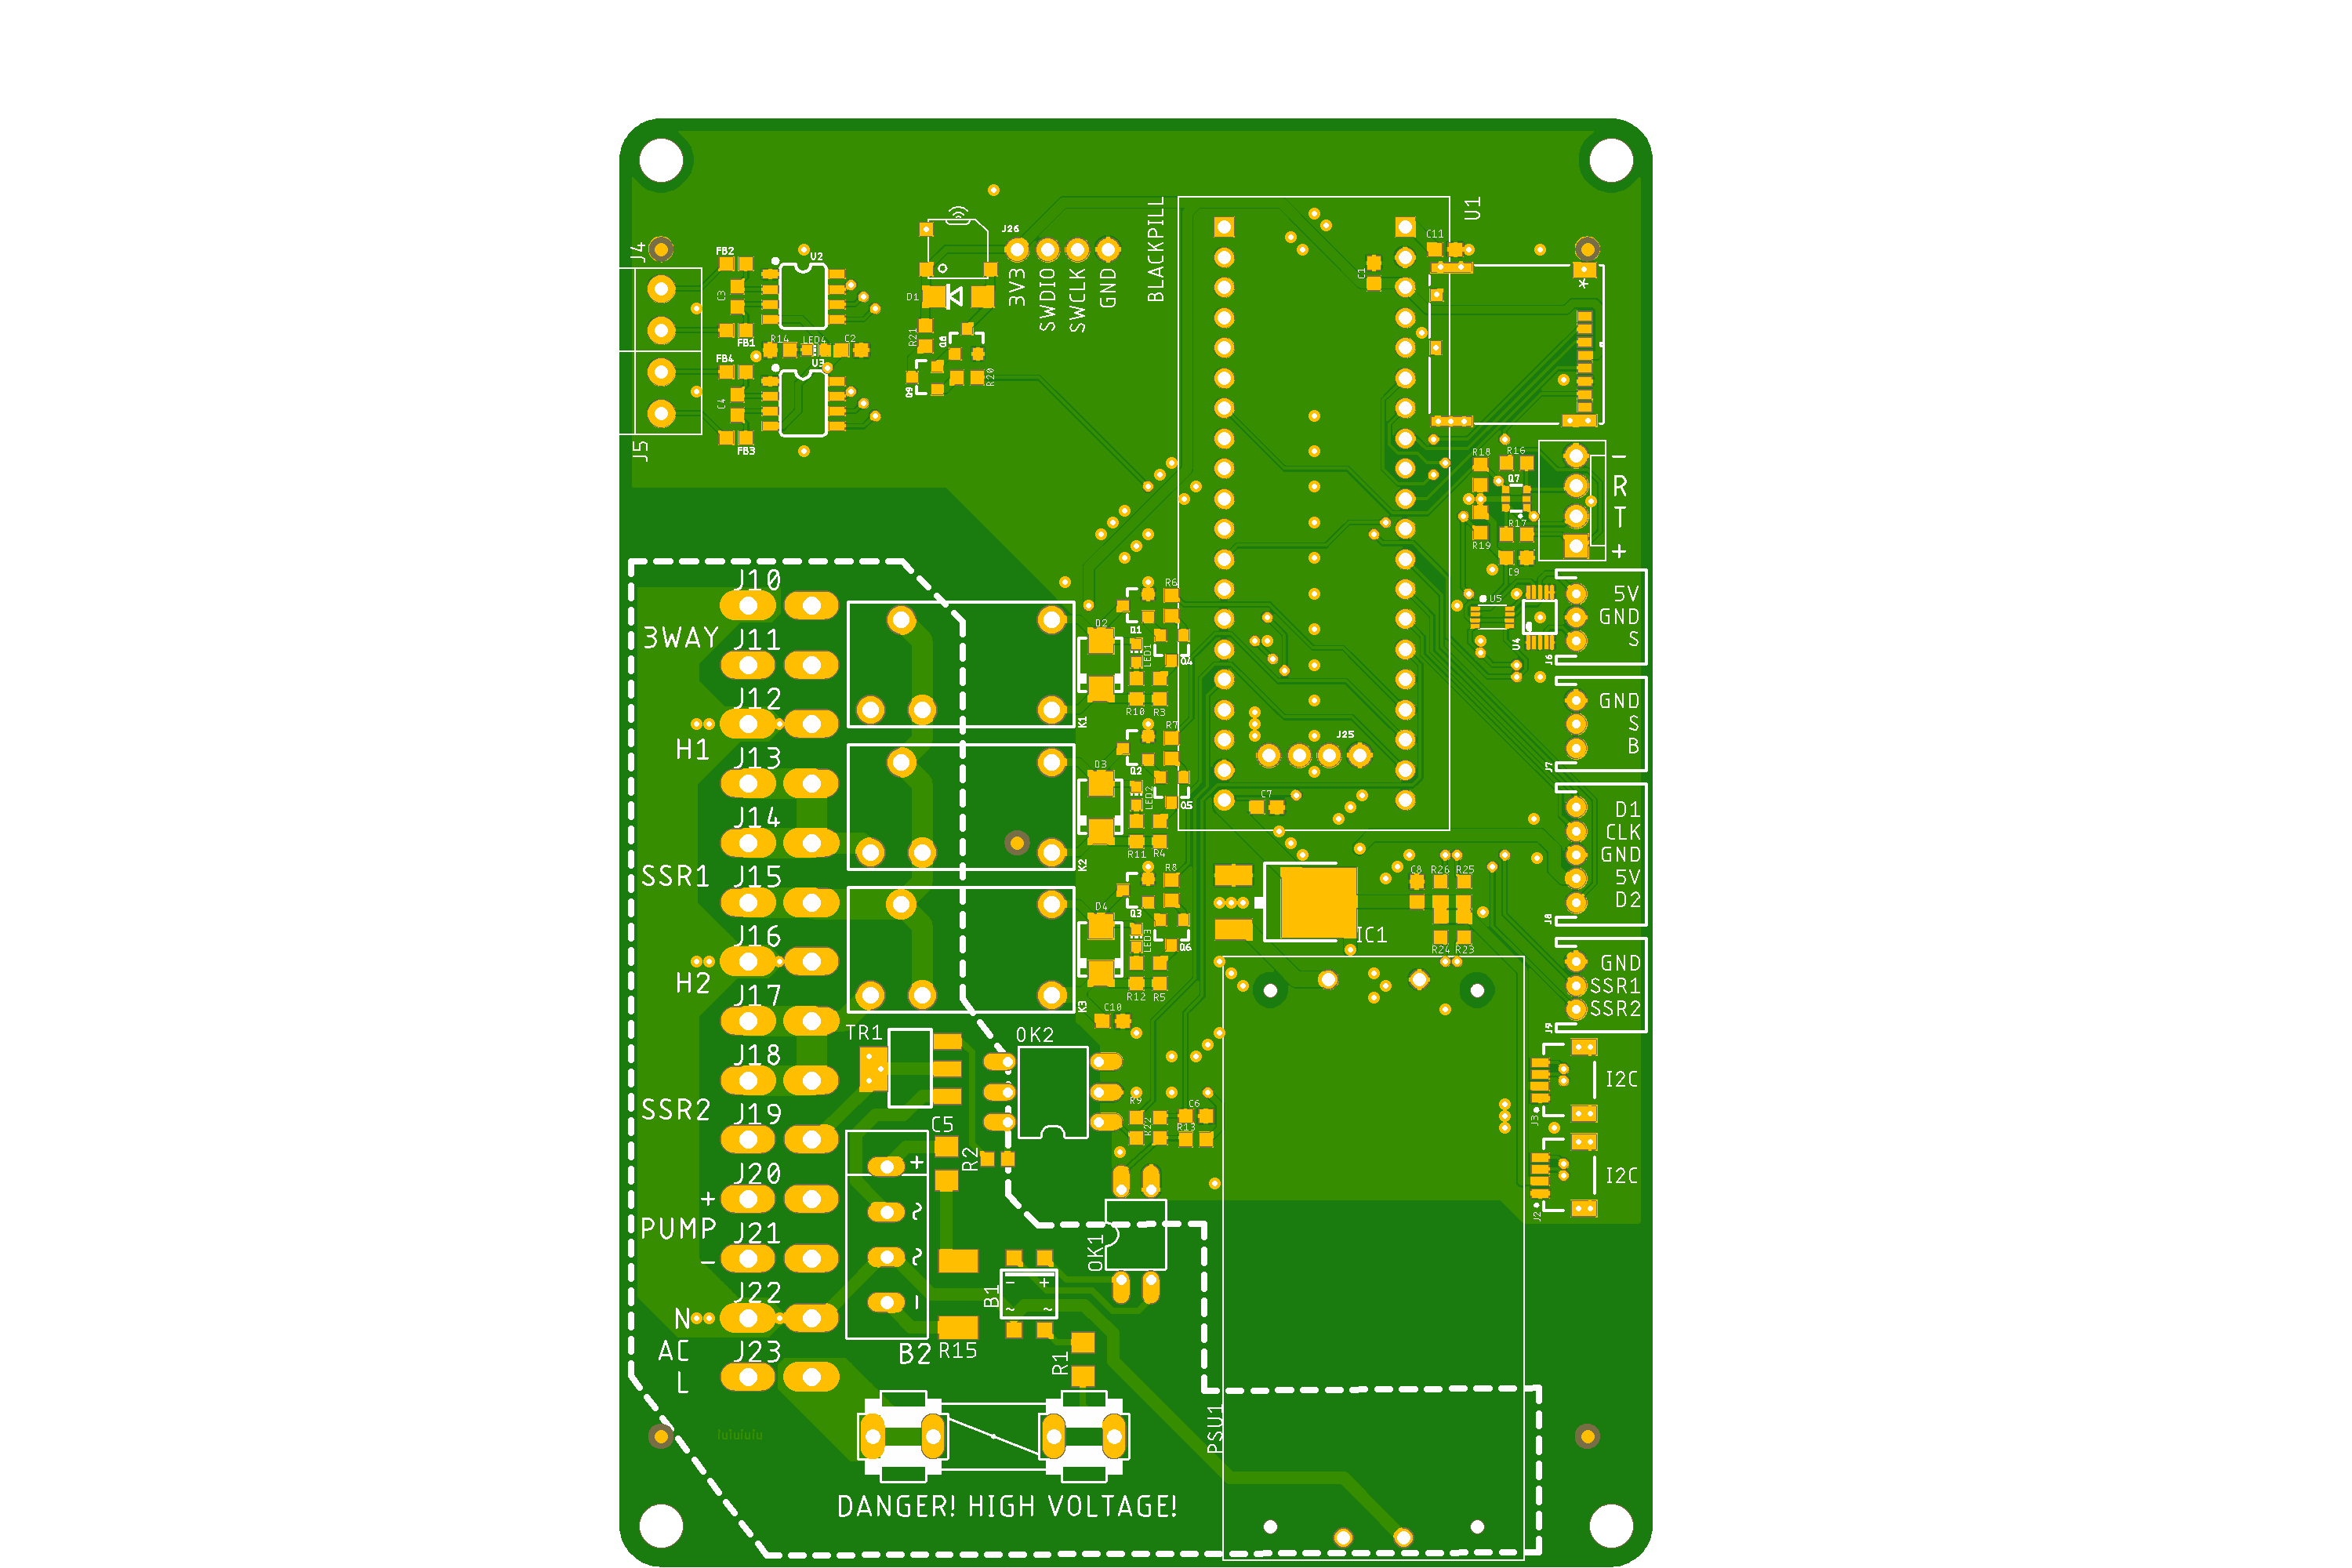 J4
FB2
U2
C3
FB1
R14
LED4
C2
FB4
U3
C4
FB3
J5
D1
R21
Q8
Q9
R20
J26
3V3
SWDIO
SWCLK
GND
BLACKPILL
U1
C1
C11
*
R18
R16
Q7
R17
R19
C9
-
R
T
+
U5
U4
5V
GND
S
J6
GND
S
B
J7
D1
CLK
GND
5V
D2
J8
GND
SSR1
SSR2
J9
I2C
J3
I2C
J2
J10
3WAY
J11
J12
H1
J13
J14
SSR1
J15
J16
H2
J17
J18
SSR2
J19
J20
+
PUMP
J21
-
J22
N
AC
J23
L
K1
K2
K3
D2
R6
Q1
LED1
Q4
R10
R3
D3
R7
Q2
LED2
Q5
R11
R4
D4
R8
Q3
LED3
Q6
R12
R5
C10
J25
C7
IC1
C8
R26
R25
R24
R23
TR1
OK2
C5
R2
R9
R22
C6
R13
+
~
~
-
B2
R15
OK1
B1
- +
~ ~
R1
PSU1
DANGER! HIGH VOLTAGE!